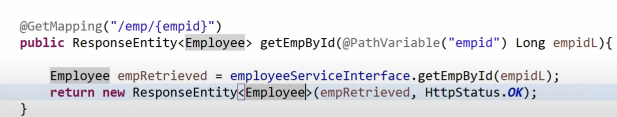 @GetMapping("/emp/{empid}")
public ResponseEntity<Employee> getEmpById(@PathVariable("empid") Long empidL){
Employee empRetrieved = employeeServiceInterface.getEmpById(empidL);
return new ResponseEntity<Employee>(empRetrieved, HttpStatus.OK);
}